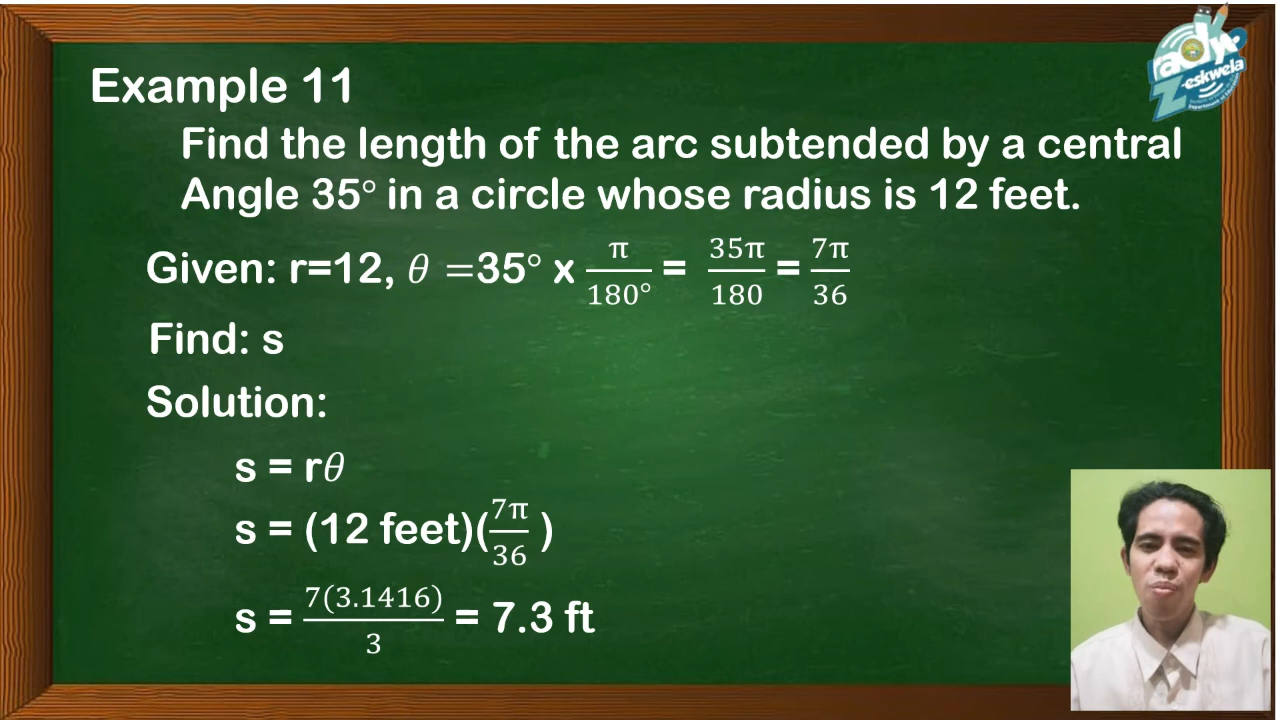 Example 11
Find the length of the arc subtended by a central
Angle 35° in a circle whose radius is 12 feet.
Given: r=12, θ =35° x π/180° = 35π/180 = 7π/36
Find: s
Solution:
s = rθ
s = (12 feet)(7π/36 )
s = 7(3.1416)/3 = 7.3 ft
radyo
Z-eskwela